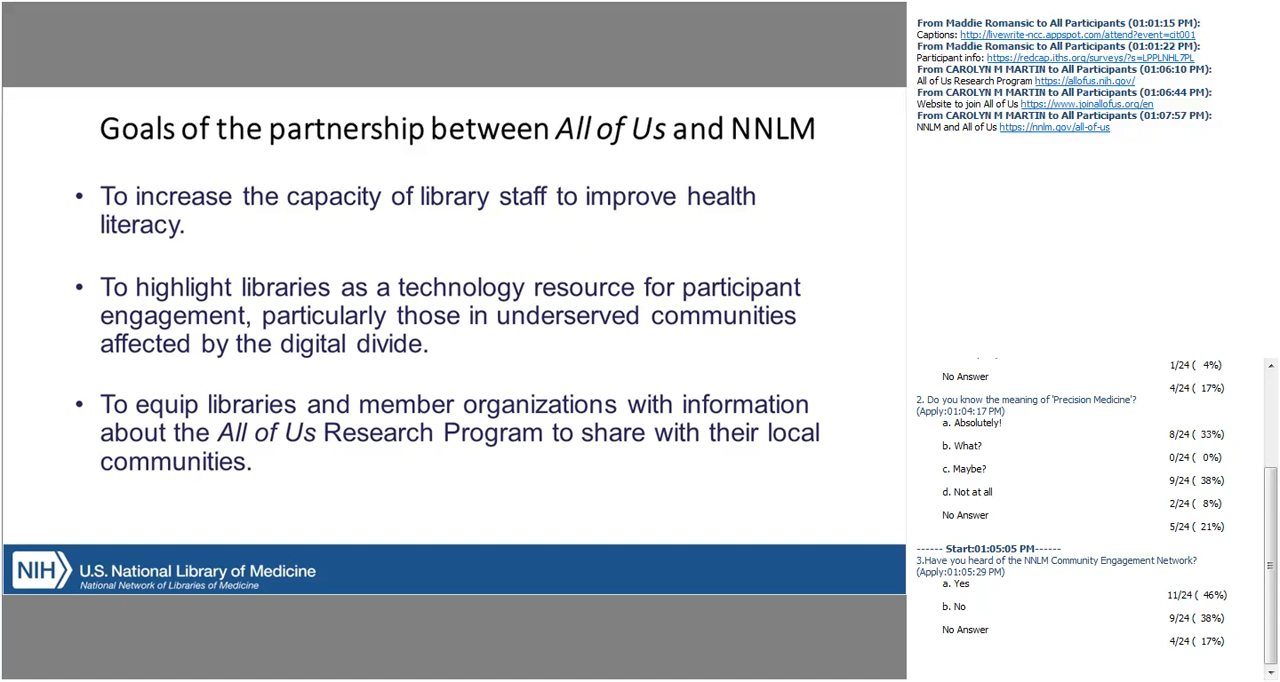 Goals of the partnership between All of Us and NNLM
• To increase the capacity of library staff to improve health
literacy.
• To highlight libraries as a technology resource for participant
engagement, particularly those in underserved communities
affected by the digital divide.
• To equip libraries and member organizations with information
about the All of Us Research Program to share with their local
communities.
NIH
U.S. National Library of Medicine
National Network of Libraries of Medicine
From Maddie Romansic to All Participants (01:01:15 PM):
Captions: http://livewrite-ncc.appspot.com/attend?event=cit001
From Maddie Romansic to All Participants (01:01:22 PM):
Participant info: https://redcap.iths.org/surveys/?s=LPPLNHL7PL
From CAROLYN M MARTIN to All Participants (01:06:10 PM):
All of Us Research Program https://allofus.nih.gov/
From CAROLYN M MARTIN to All Participants (01:06:44 PM):
Website to join All of Us https://www.joinallofus.org/en
From CAROLYN M MARTIN to All Participants (01:07:57 PM):
NNLM and All of Us https://nnlm.gov/all-of-us
1/24 ( 4%)
No Answer
4/24 ( 17%)
2. Do you know the meaning of 'Precision Medicine'?
(Apply:01:04:17 PM)
a. Absolutely!
8/24 ( 33%)
b. What?
0/24 ( 0%)
c. Maybe?
9/24 ( 38%)
d. Not at all
2/24 ( 8%)
No Answer
5/24 ( 21%)
------ Start:01:05:05 PM------
3.Have you heard of the NNLM Community Engagement Network?
(Apply:01:05:29 PM)
a. Yes
11/24 ( 46%)
b. No
9/24 ( 38%)
No Answer
4/24 ( 17%)